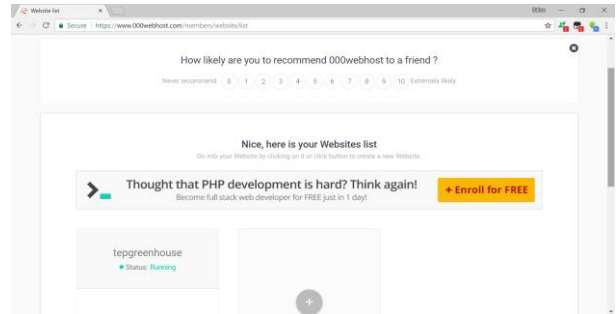 Website list
Secure
https://www.000webhost.com/members/website/list
How likely are you to recommend 000webhost to a friend ?
Never recommend 0 1 2 3 4 5 6 7 8 9 10 Extremely likely
Nice, here is your Websites list
Go into your Website by clicking on it or click button to create a new Website.
Thought that PHP development is hard? Think again!
Become full stack web developer for FREE just in 1 day!
+ Enroll for FREE
tepgreenhouse
Status: Running